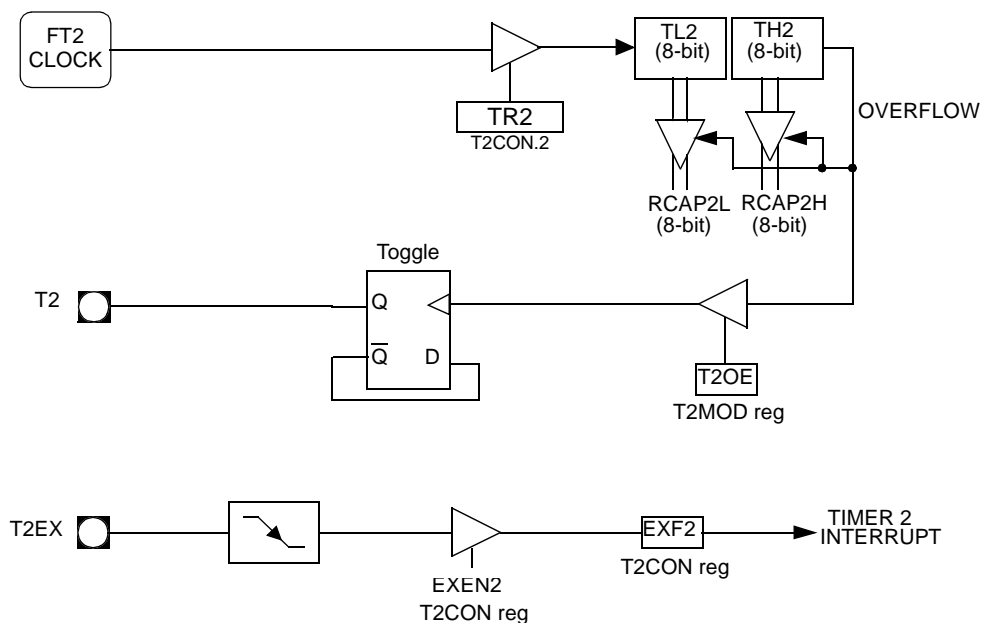 FT2
CLOCK
TR2
T2CON.2
TL2
(8-bit)
TH2
(8-bit)
OVERFLOW
RCAP2L
(8-bit)
RCAP2H
(8-bit)
Toggle
T2
Q
Q
D
T2OE
T2MOD reg
T2EX
EXEN2
T2CON reg
EXF2
T2CON reg
TIMER 2
INTERRUPT